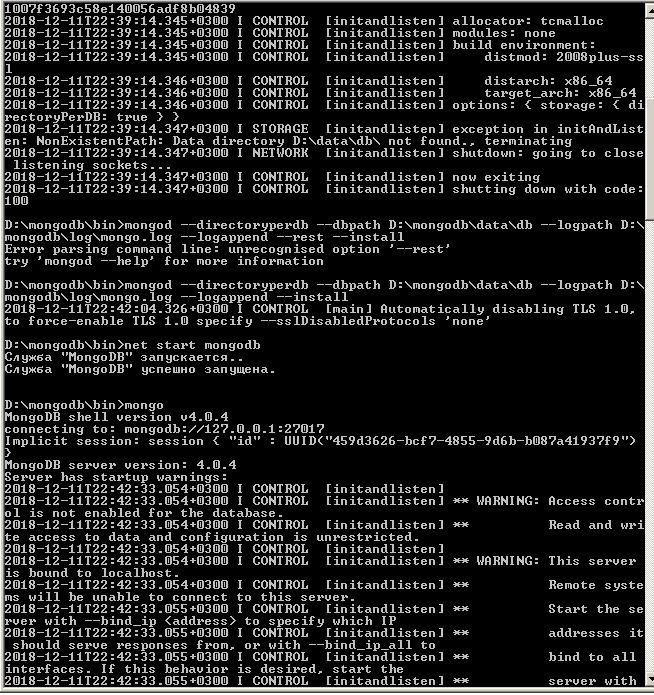 1007f3693c58e140056adf8b04839
2018-12-11T22:39:14.345+0300 I CONTROL  [initandlisten] allocator: tcmalloc
2018-12-11T22:39:14.345+0300 I CONTROL  [initandlisten] modules: none
2018-12-11T22:39:14.345+0300 I CONTROL  [initandlisten] build environment:
2018-12-11T22:39:14.345+0300 I CONTROL  [initandlisten]     distmod: 2008plus-ss
l
2018-12-11T22:39:14.346+0300 I CONTROL  [initandlisten]     distarch: x86_64
2018-12-11T22:39:14.346+0300 I CONTROL  [initandlisten]     target_arch: x86_64
2018-12-11T22:39:14.346+0300 I CONTROL  [initandlisten] options: { storage: { di
rectoryPerDB: true } }
2018-12-11T22:39:14.347+0300 I STORAGE  [initandlisten] exception in initAndList
en: NonExistentPath: Data directory D:\data\db\ not found., terminating
2018-12-11T22:39:14.347+0300 I NETWORK  [initandlisten] shutdown: going to close
 listening sockets...
2018-12-11T22:39:14.347+0300 I CONTROL  [initandlisten] now exiting
2018-12-11T22:39:14.347+0300 I CONTROL  [initandlisten] shutting down with code:
100
D:\mongodb\bin>mongod --directoryperdb --dbpath D:\mongodb\data\db --logpath D:\
mongodb\log\mongo.log --logappend --rest --install
Error parsing command line: unrecognised option '--rest'
try 'mongod --help' for more information
D:\mongodb\bin>mongod --directoryperdb --dbpath D:\mongodb\data\db --logpath D:\
mongodb\log\mongo.log --logappend --install
2018-12-11T22:42:04.326+0300 I CONTROL  [main] Automatically disabling TLS 1.0,
to force-enable TLS 1.0 specify --sslDisabledProtocols 'none'
D:\mongodb\bin>net start mongodb
Служба "MongoDB" запускается..
Служба "MongoDB" успешно запущена.
D:\mongodb\bin>mongo
MongoDB shell version v4.0.4
connecting to: mongodb://127.0.0.1:27017
Implicit session: session { "id" : UUID("459d3626-bcf7-4855-9d6b-b087a41937f9")
}
MongoDB server version: 4.0.4
Server has startup warnings:
2018-12-11T22:42:33.054+0300 I CONTROL  [initandlisten]
2018-12-11T22:42:33.054+0300 I CONTROL  [initandlisten] ** WARNING: Access contr
ol is not enabled for the database.
2018-12-11T22:42:33.054+0300 I CONTROL  [initandlisten] **          Read and wri
te access to data and configuration is unrestricted.
2018-12-11T22:42:33.054+0300 I CONTROL  [initandlisten]
2018-12-11T22:42:33.054+0300 I CONTROL  [initandlisten] ** WARNING: This server
is bound to localhost.
2018-12-11T22:42:33.054+0300 I CONTROL  [initandlisten] **          Remote syste
ms will be unable to connect to this server.
2018-12-11T22:42:33.055+0300 I CONTROL  [initandlisten] **          Start the se
rver with --bind_ip <address> to specify which IP
2018-12-11T22:42:33.055+0300 I CONTROL  [initandlisten] **          addresses it
 should serve responses from, or with --bind_ip_all to
2018-12-11T22:42:33.055+0300 I CONTROL  [initandlisten] **          bind to all
interfaces. If this behavior is desired, start the
2018-12-11T22:42:33.055+0300 I CONTROL  [initandlisten] **          server with